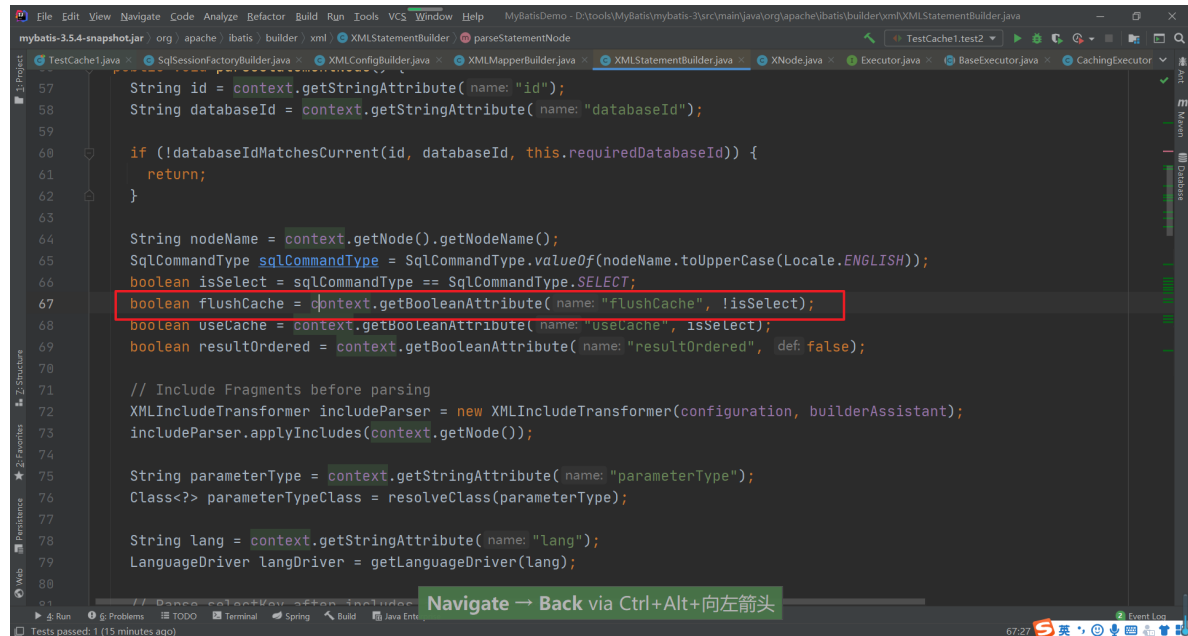 File Edit View Navigate Code Analyze Refactor Build Run Tools VCS Window Help MyBatisDemo - D:\tools\MyBatis\mybatis-3\src\main\java\org\apache\ibatis\builder\xml\XMLStatementBuilder.java
mybatis-3.5.4-snapshot.jar org apache ibatis builder xml XMLStatementBuilder parseStatementNode TestCache1.test2
TestCache1.java SqlSessionFactoryBuilder.java XMLConfigBuilder.java XMLMapperBuilder.java XMLStatementBuilder.java XNode.java Executor.java BaseExecutor.java CachingExecutor
1: Project
Ant
Maven
Database
Z: Structure
2: Favorites
Persistence
Web
57 String id = context.getStringAttribute( name: "id");
58 String databaseId = context.getStringAttribute( name: "databaseId");
59
60 if (!databaseIdMatchesCurrent(id, databaseId, this.requiredDatabaseId)) {
61 return;
62 }
63
64 String nodeName = context.getNode().getNodeName();
65 SqlCommandType sqlCommandType = SqlCommandType.valueOf(nodeName.toUpperCase(Locale.ENGLISH));
66 boolean isSelect = sqlCommandType == SqlCommandType.SELECT;
67 boolean flushCache = context.getBooleanAttribute( name: "flushCache", !isSelect);
68 boolean useCache = context.getBooleanAttribute( name: "useCache", isSelect);
69 boolean resultOrdered = context.getBooleanAttribute( name: "resultOrdered", def: false);
70
71 // Include Fragments before parsing
72 XMLIncludeTransformer includeParser = new XMLIncludeTransformer(configuration, builderAssistant);
73 includeParser.applyIncludes(context.getNode());
74
75 String parameterType = context.getStringAttribute( name: "parameterType");
76 Class<?> parameterTypeClass = resolveClass(parameterType);
77
78 String lang = context.getStringAttribute( name: "lang");
79 LanguageDriver langDriver = getLanguageDriver(lang);
80
81 // Parse selectKey after includes
Navigate → Back via Ctrl+Alt+向左箭头
4: Run 6: Problems TODO Terminal Spring Build Java Ente 2 Event Log
Tests passed: 1 (15 minutes ago) 67:27 S 英